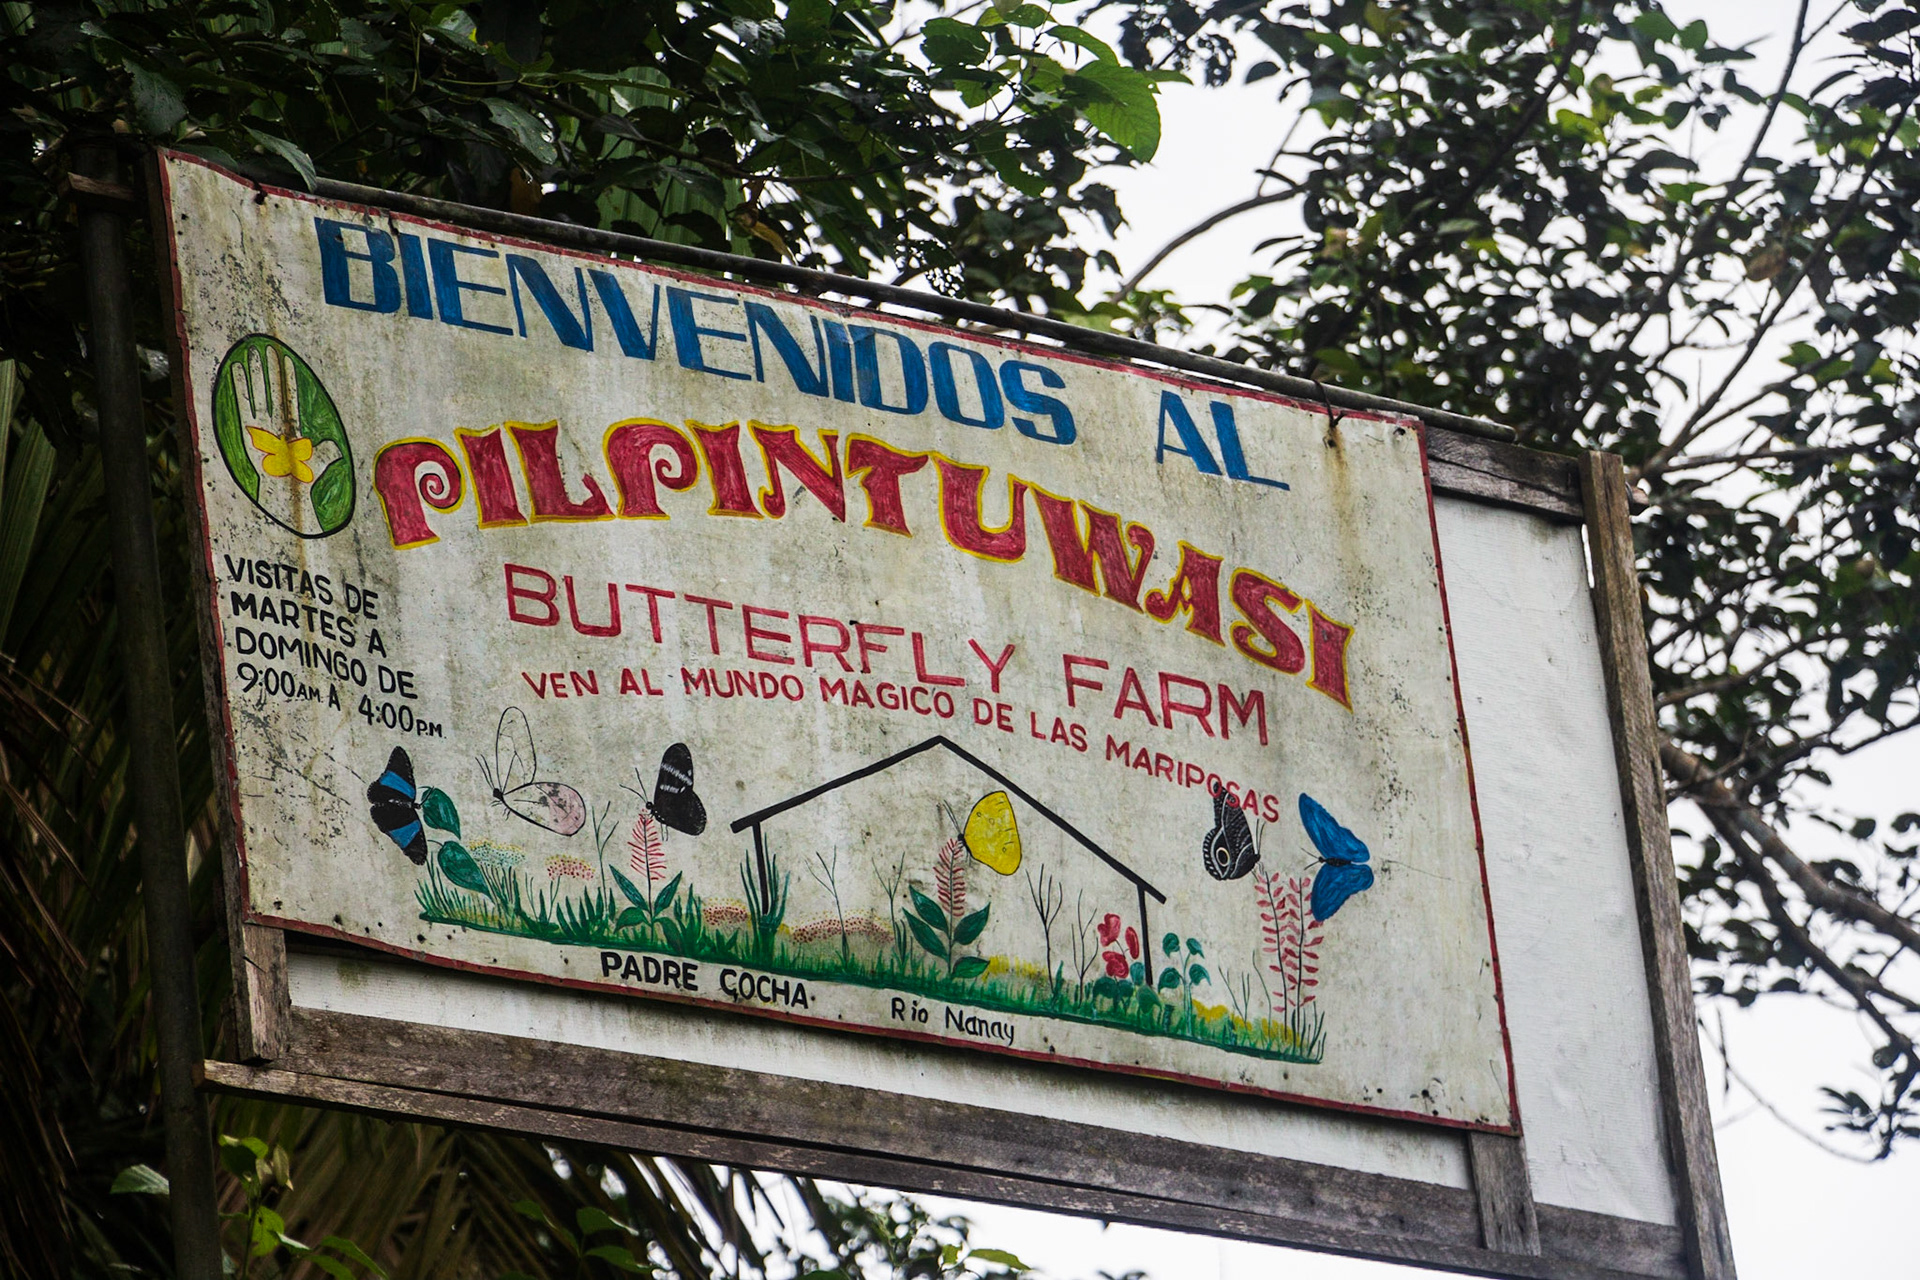 BIENVENIDOS AL
PILPINTUWASI
BUTTERFLY FARM
VEN AL MUNDO MAGICO DE LAS MARIPOSAS
VISITAS DE
MARTES A
DOMINGO DE
9:00AM A 4:00P.M.
PADRE COCHA
Rio Nanay